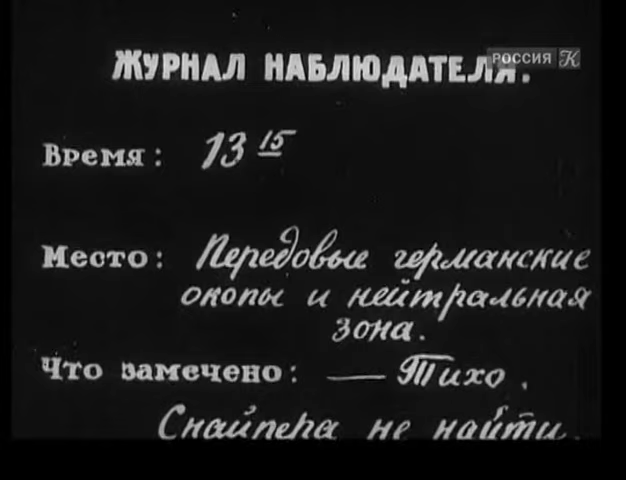 ЖУРНАЛ НАБЛЮДАТЕЛЯ.
РОССИЯ К
Время: 13 15
Место: Передовые германские
окопы и нейтральная
зона.
Что замечено: — Тихо.
Снайпера не найти.